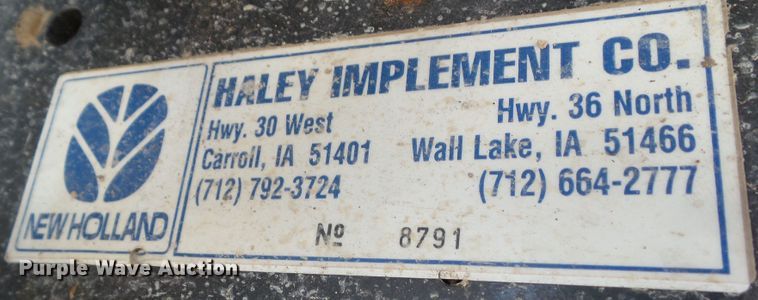 HALEY IMPLEMENT CO.
Hwy. 30 West
Carroll, IA 51401
(712) 792-3724
Hwy. 36 North
Wall Lake, IA 51466
(712) 664-2777
Nº 8791
NEW HOLLAND
Purple Wave Auction